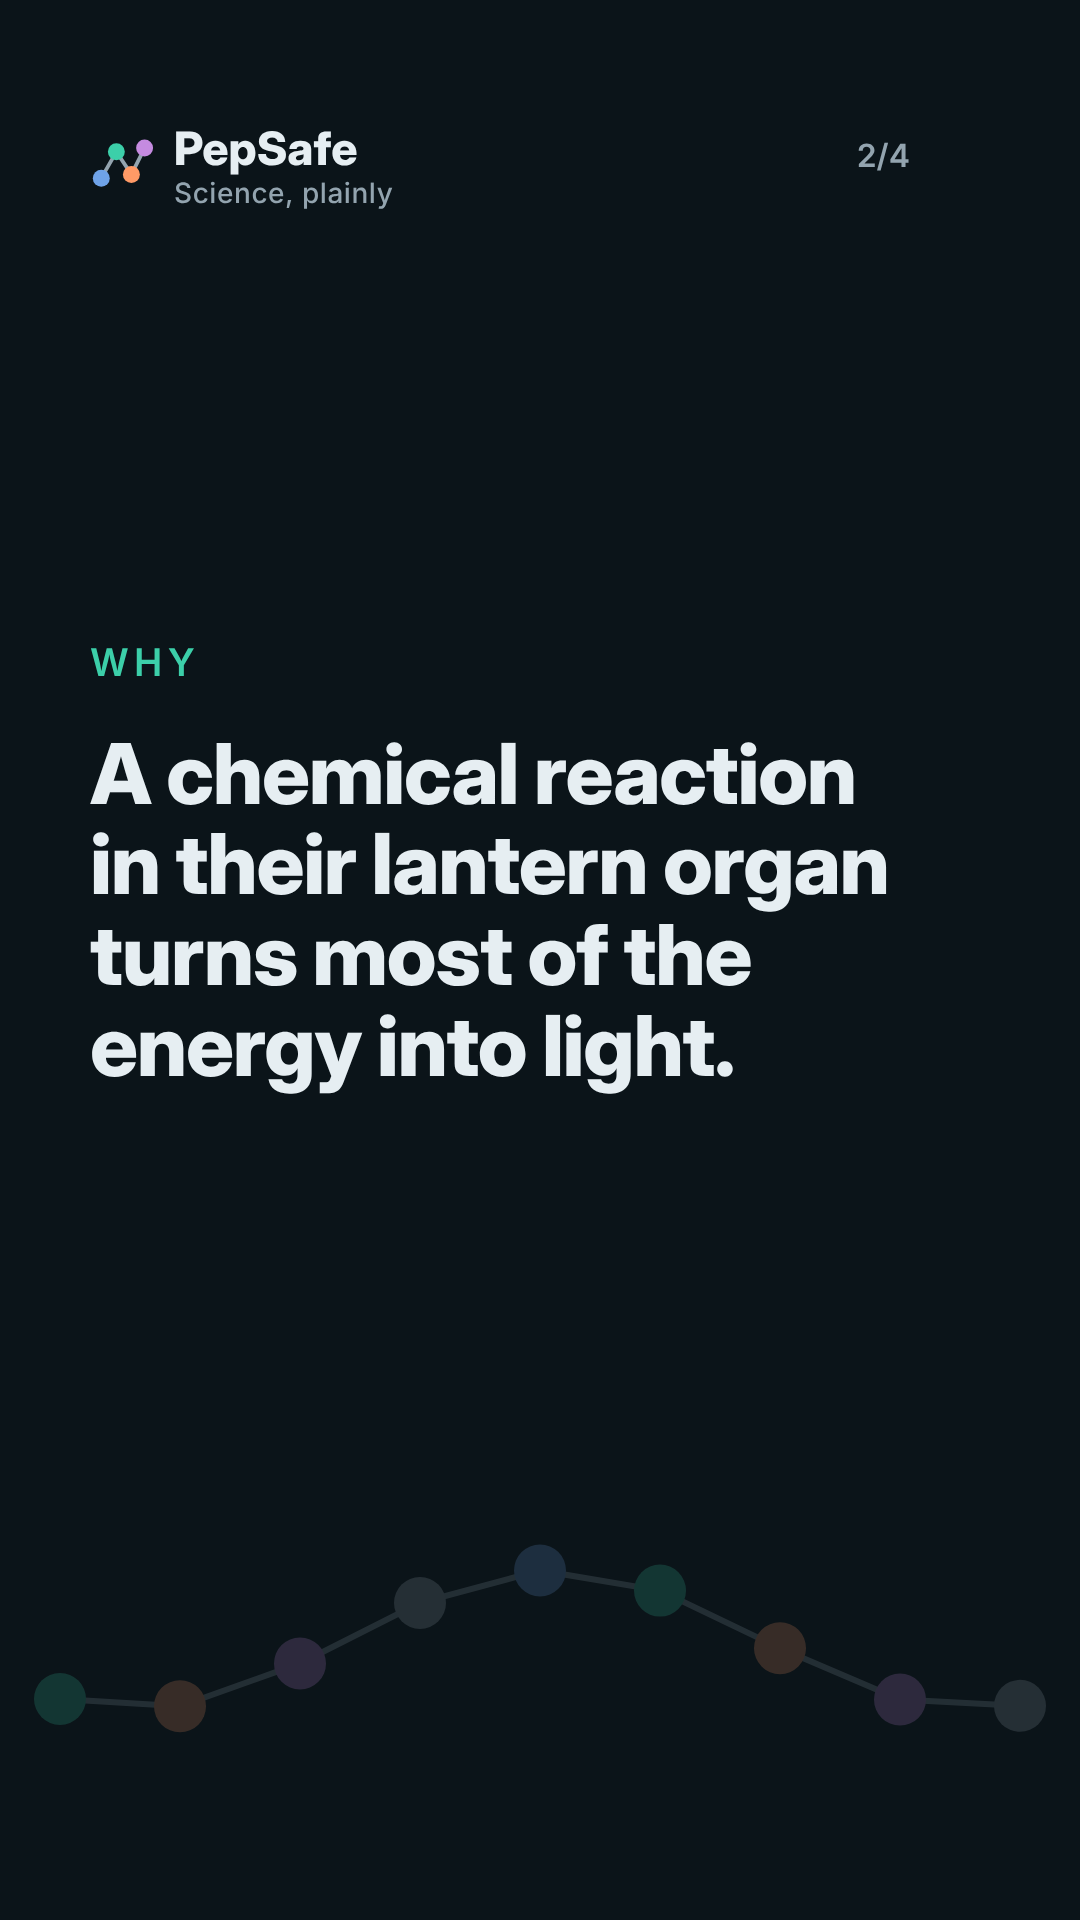 PepSafe
Science, plainly
2/4
WHY
A chemical reaction
in their lantern organ
turns most of the
energy into light.